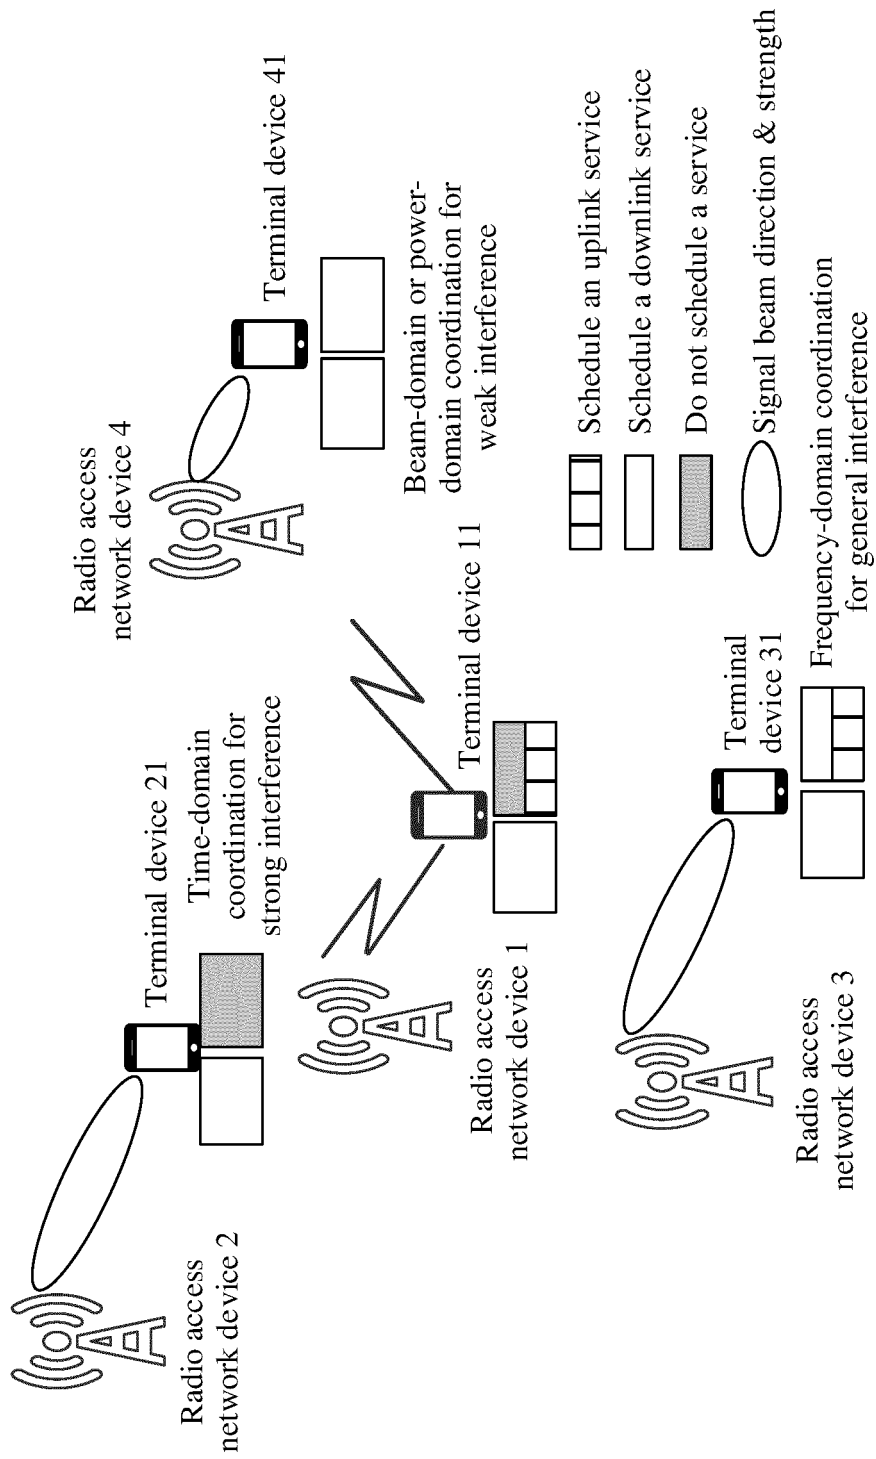 Radio access
network device 2
Terminal device 21
Time-domain
coordination for
strong interference
Radio access
network device 4
Terminal device 41
Beam-domain or power-
domain coordination for
weak interference
Radio access
network device 1
Terminal device 11
Radio access
network device 3
Terminal
device 31
Frequency-domain coordination
for general interference
Schedule an uplink service
Schedule a downlink service
Do not schedule a service
Signal beam direction & strength